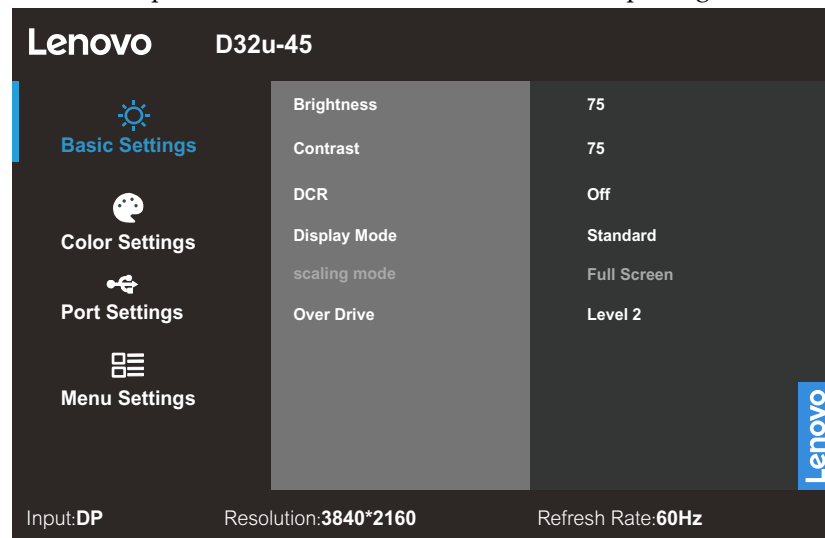 Lenovo D32u-45
Basic Settings
Color Settings
Port Settings
Menu Settings
Brightness 75
Contrast 75
DCR Off
Display Mode Standard
scaling mode Full Screen
Over Drive Level 2
Lenovo
Input:DP Resolution:3840*2160 Refresh Rate:60Hz